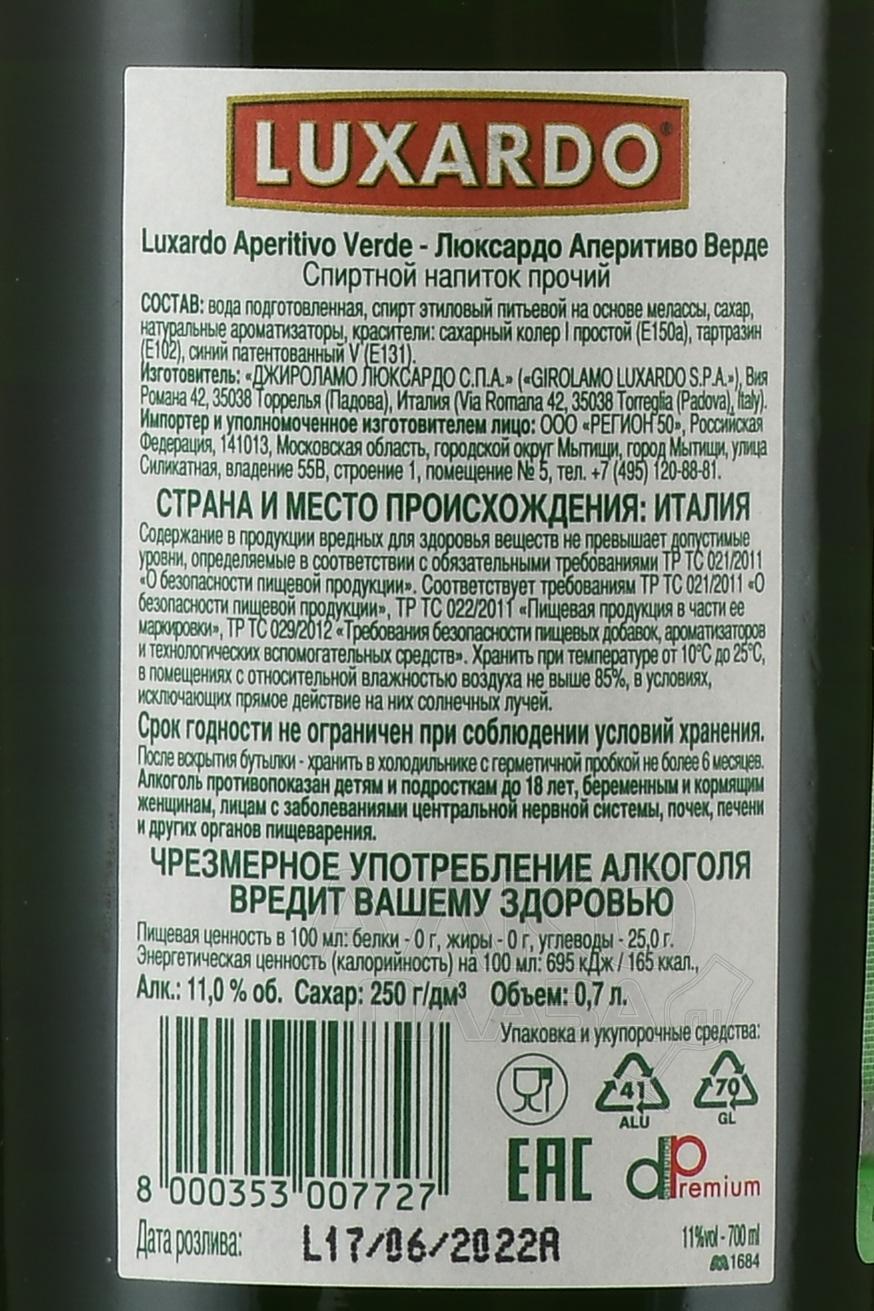 LUXARDO®
Luxardo Aperitivo Verde - Люксардо Аперитиво Верде
Спиртной напиток прочий
СОСТАВ: вода подготовленная, спирт этиловый питьевой на основе мелассы, сахар,
натуральные ароматизаторы, красители: сахарный колер I простой (Е150а), тартразин
(Е102), синий патентованный V (Е131).
Изготовитель: «ДЖИРОЛАМО ЛЮКСАРДО С.П.А.» («GIROLAMO LUXARDO S.P.A.»), Виа
Романа 42, 35038 Торрелья (Падова), Италия (Via Romana 42, 35038 Torreglia (Padova), Italy).
Импортер и уполномоченное изготовителем лицо: ООО «РЕГИОН 50», Российская
Федерация, 141013, Московская область, городской округ Мытищи, город Мытищи, улица
Силикатная, владение 55В, строение 1, помещение № 5, тел. +7 (495) 120-88-81.
СТРАНА И МЕСТО ПРОИСХОЖДЕНИЯ: ИТАЛИЯ
Содержание в продукции вредных для здоровья веществ не превышает допустимые
уровни, определяемые в соответствии с обязательными требованиями ТР ТС 021/2011
«О безопасности пищевой продукции». Соответствует требованиям ТР ТС 021/2011 «О
безопасности пищевой продукции», ТР ТС 022/2011 «Пищевая продукция в части ее
маркировки», ТР ТС 029/2012 «Требования безопасности пищевых добавок, ароматизаторов
и технологических вспомогательных средств». Хранить при температуре от 10°С до 25°С,
в помещениях с относительной влажностью воздуха не выше 85%, в условиях,
исключающих прямое действие на них солнечных лучей.
Срок годности не ограничен при соблюдении условий хранения.
После вскрытия бутылки - хранить в холодильнике с герметичной пробкой не более 6 месяцев.
Алкоголь противопоказан детям и подросткам до 18 лет, беременным и кормящим
женщинам, лицам с заболеваниями центральной нервной системы, почек, печени
и других органов пищеварения.
ЧРЕЗМЕРНОЕ УПОТРЕБЛЕНИЕ АЛКОГОЛЯ
ВРЕДИТ ВАШЕМУ ЗДОРОВЬЮ
Пищевая ценность в 100 мл: белки - 0 г, жиры - 0 г, углеводы - 25,0 г.
Энергетическая ценность (калорийность) на 100 мл: 695 кДж / 165 ккал.,
Алк.: 11,0 % об. Сахар: 250 г/дм³ Объем: 0,7 л.
Упаковка и укупорочные средства:
41 70
ALU GL
EAC dp Premium
8 000353 007727
Дата розлива: L17/06/2022A
11%vol - 700 ml
1684